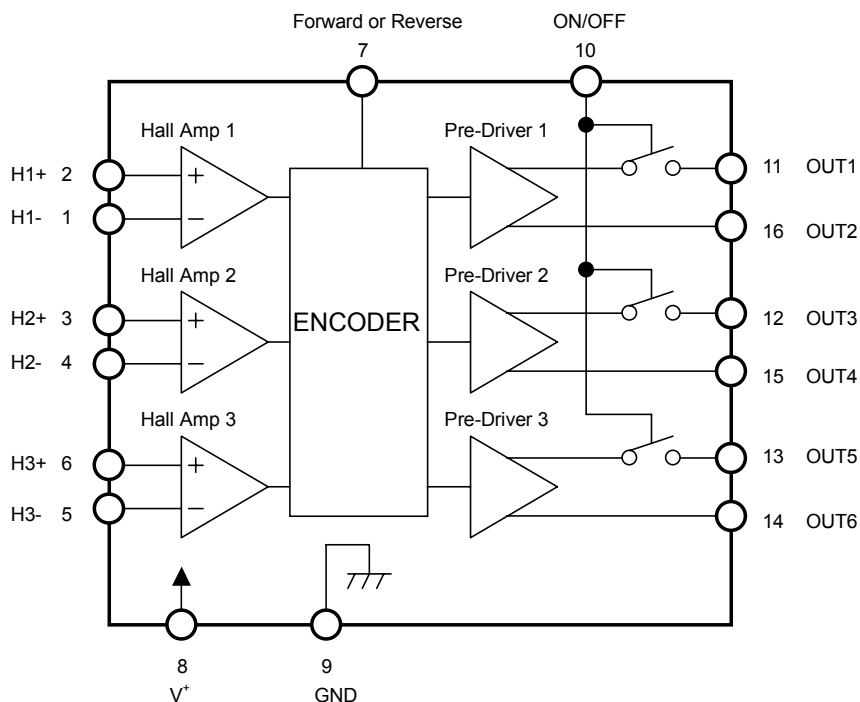 Forward or Reverse ON/OFF
7 10
Hall Amp 1 Pre-Driver 1
H1+ 2 + 11 OUT1
H1- 1 − 16 OUT2
Hall Amp 2 Pre-Driver 2
H2+ 3 + ENCODER 12 OUT3
H2- 4 − 15 OUT4
Hall Amp 3 Pre-Driver 3
H3+ 6 + 13 OUT5
H3- 5 − 14 OUT6
8 9
V+ GND